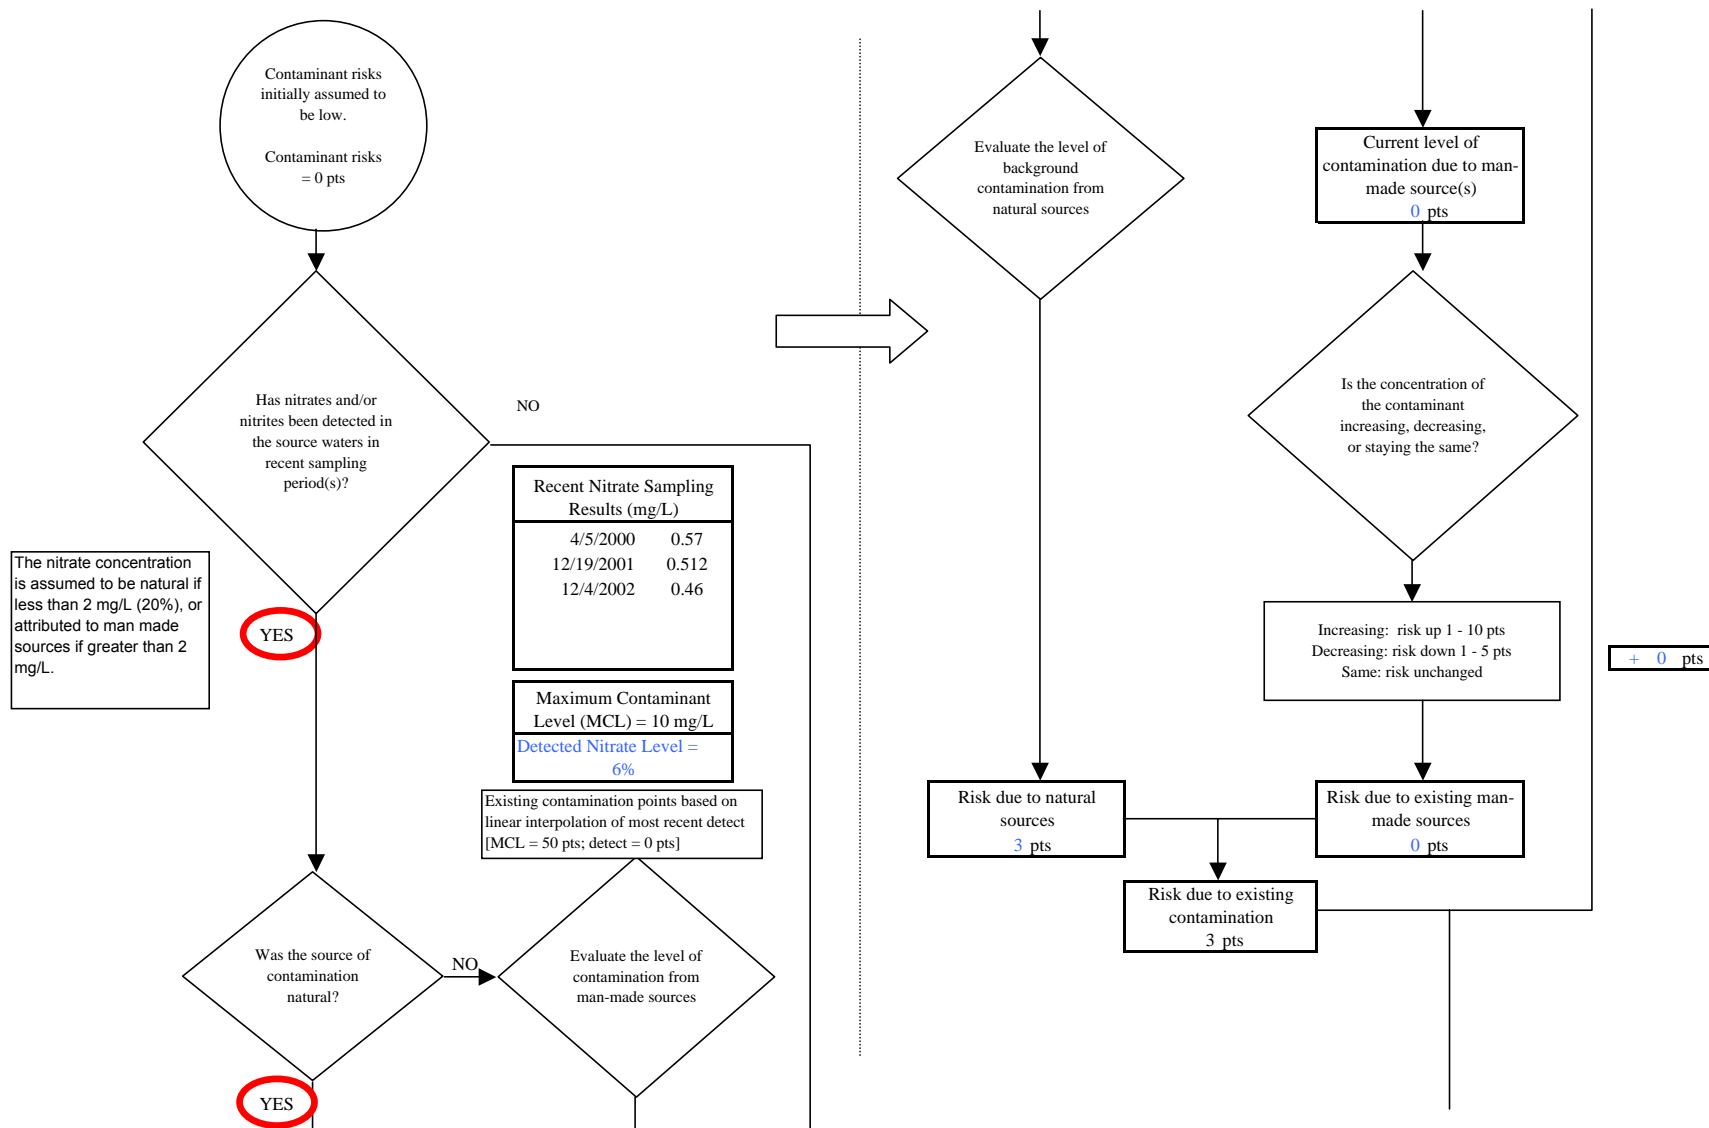 Contaminant risks
initially assumed to
be low.
Contaminant risks
= 0 pts
Has nitrates and/or
nitrites been detected in
the source waters in
recent sampling
period(s)?
NO
Recent Nitrate Sampling
Results (mg/L)
4/5/2000 0.57
12/19/2001 0.512
12/4/2002 0.46
The nitrate concentration
is assumed to be natural if
less than 2 mg/L (20%), or
attributed to man made
sources if greater than 2
mg/L.
YES
Maximum Contaminant
Level (MCL) = 10 mg/L
Detected Nitrate Level =
6%
Existing contamination points based on
linear interpolation of most recent detect
[MCL = 50 pts; detect = 0 pts]
Was the source of
contamination
natural?
NO
Evaluate the level of
contamination from
man-made sources
YES
Evaluate the level of
background
contamination from
natural sources
Current level of
contamination due to man-
made source(s)
0 pts
Is the concentration of
the contaminant
increasing, decreasing,
or staying the same?
Increasing: risk up 1 - 10 pts
Decreasing: risk down 1 - 5 pts
Same: risk unchanged
+ 0 pts
Risk due to natural
sources
3 pts
Risk due to existing man-
made sources
0 pts
Risk due to existing
contamination
3 pts